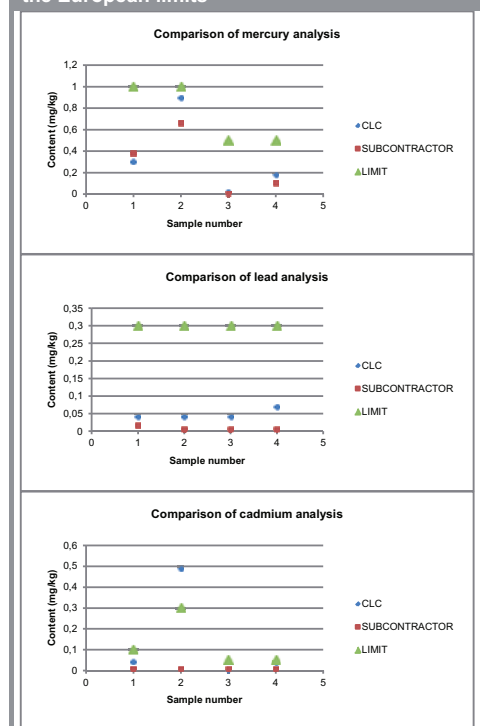 the European limits
Comparison of mercury analysis
1,2
1
0,8
0,6
0,4
0,2
0
0 1 2 3 4 5
Content (mg/kg)
Sample number
CLC
SUBCONTRACTOR
LIMIT
Comparison of lead analysis
0,35
0,3
0,25
0,2
0,15
0,1
0,05
0
0 1 2 3 4 5
Content (mg/kg)
Sample number
CLC
SUBCONTRACTOR
LIMIT
Comparison of cadmium analysis
0,6
0,5
0,4
0,3
0,2
0,1
0
0 1 2 3 4 5
Content (mg/kg)
Sample number
CLC
SUBCONTRACTOR
LIMIT